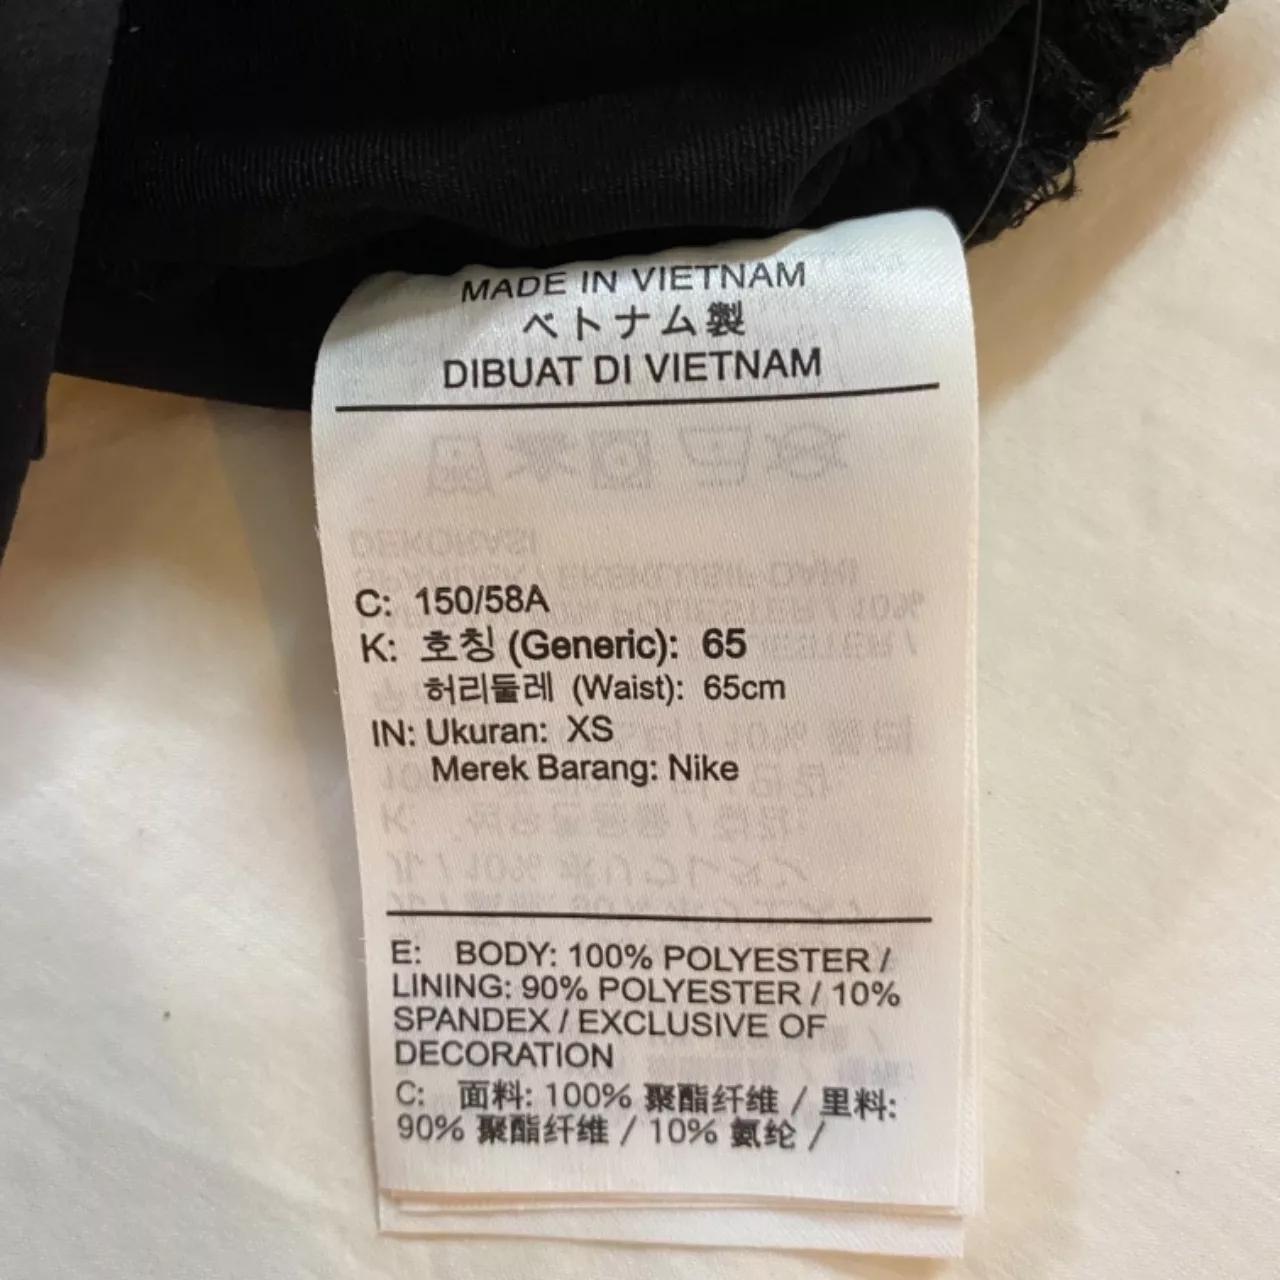 MADE IN VIETNAM
ベトナム製
DIBUAT DI VIETNAM
C: 150/58A
K: 호칭 (Generic): 65
허리둘레 (Waist): 65cm
IN: Ukuran: XS
Merek Barang: Nike
E: BODY: 100% POLYESTER /
LINING: 90% POLYESTER / 10%
SPANDEX / EXCLUSIVE OF
DECORATION
C: 面料: 100% 聚酯纤维 / 里料:
90% 聚酯纤维 / 10% 氨纶 /